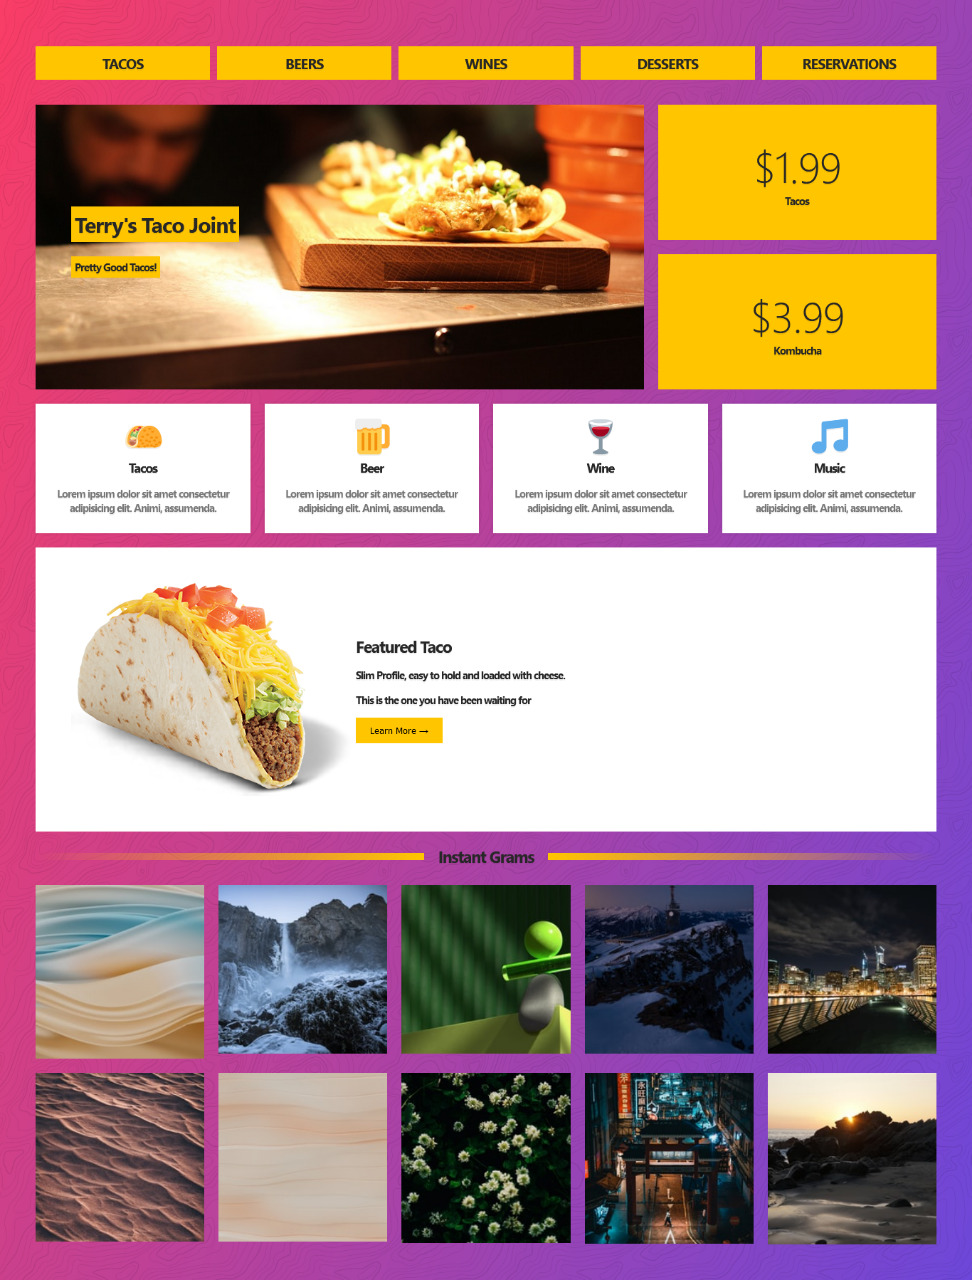 TACOS
BEERS
WINES
DESSERTS
RESERVATIONS
Terry's Taco Joint
Pretty Good Tacos!
$1.99
Tacos
$3.99
Kombucha
Tacos
Lorem ipsum dolor sit amet consectetur
adipisicing elit. Animi, assumenda.
Beer
Lorem ipsum dolor sit amet consectetur
adipisicing elit. Animi, assumenda.
Wine
Lorem ipsum dolor sit amet consectetur
adipisicing elit. Animi, assumenda.
Music
Lorem ipsum dolor sit amet consectetur
adipisicing elit. Animi, assumenda.
Featured Taco
Slim Profile, easy to hold and loaded with cheese.
This is the one you have been waiting for
Learn More →
Instant Grams